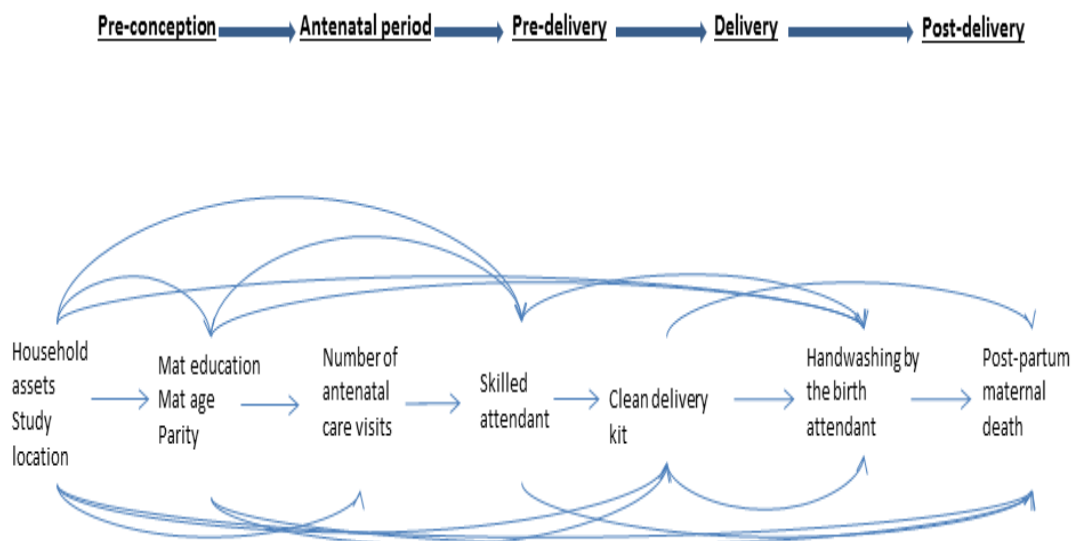 Pre-conception
Antenatal period
Pre-delivery
Delivery
Post-delivery
Household
assets
Study
location
Mat education
Mat age
Parity
Number of
antenatal
care visits
Skilled
attendant
Clean delivery
kit
Handwashing by
the birth
attendant
Post-partum
maternal
death